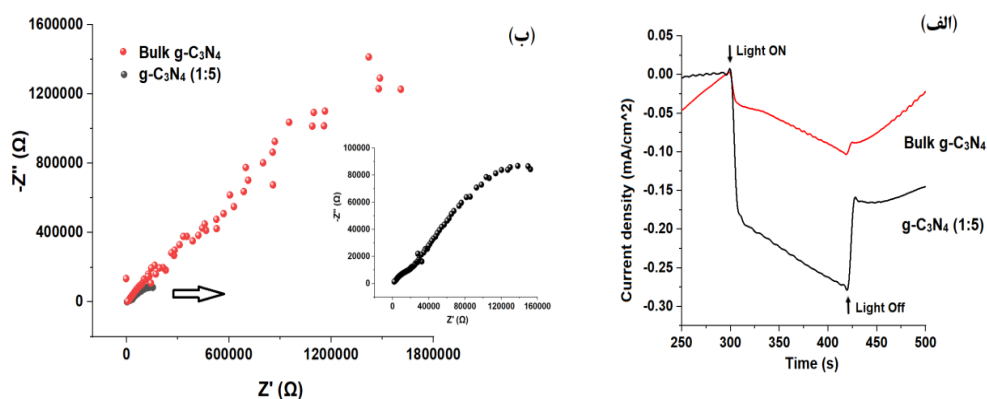 (ب)
1600000
1200000
800000
400000
0
-Z'' (Ω)
Bulk g-C₃N₄
g-C₃N₄ (1:5)
0 600000 1200000 1800000
Z' (Ω)
100000
80000
60000
40000
20000
0
-Z'' (Ω)
0 40000 80000 120000 160000
Z' (Ω)
(الف)
0.05
0.00
-0.05
-0.10
-0.15
-0.20
-0.25
-0.30
Current density (mA/cm^2)
Light ON
Bulk g-C₃N₄
g-C₃N₄ (1:5)
Light Off
250 300 350 400 450 500
Time (s)